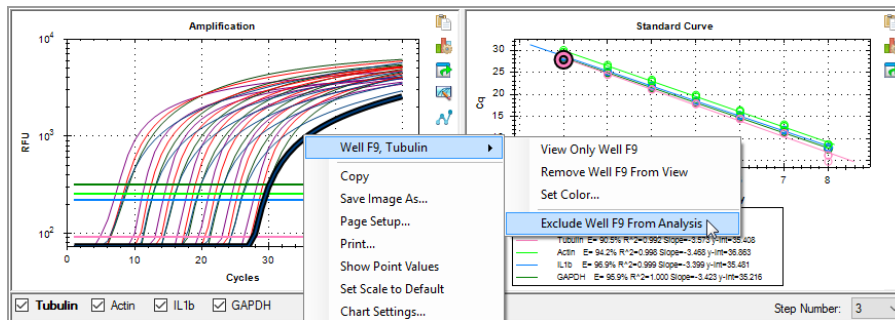 Amplification
10^4
10^3
10^2
RFU
10
20
30
Cycles
Standard Curve
30
25
20
15
10
5
Cq
7
8
Well F9, Tubulin
Copy
Save Image As...
Page Setup...
Print...
Show Point Values
Set Scale to Default
Chart Settings...
View Only Well F9
Remove Well F9 From View
Set Color...
Exclude Well F9 From Analysis
Tubulin E= 90.5% R^2=0.992 Slope=-3.573 y-int=35.408
Actin E= 94.2% R^2=0.998 Slope=-3.468 y-int=36.863
IL1b E= 96.9% R^2=0.999 Slope=-3.399 y-int=35.481
GAPDH E= 95.9% R^2=1.000 Slope=-3.423 y-int=35.216
Tubulin Actin IL1b GAPDH
Step Number: 3